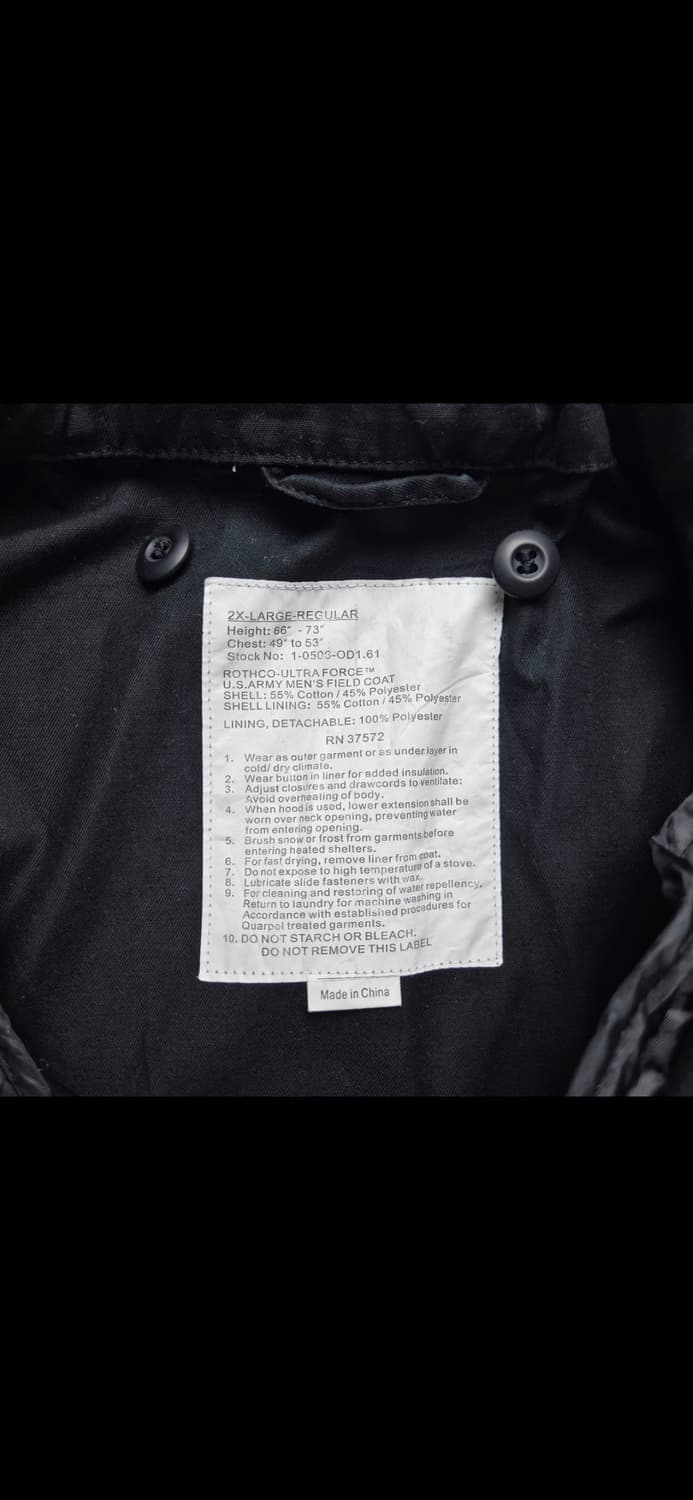 2X-LARGE-REGULAR
Height: 66" - 73"
Chest: 49" to 53"
Stock No: 1-0506-OD1.61
ROTHCO-ULTRA FORCE™
U.S.ARMY MEN'S FIELD COAT
SHELL: 55% Cotton / 45% Polyester
SHELL LINING: 55% Cotton / 45% Polyester
LINING, DETACHABLE: 100% Polyester
RN 37572
1. Wear as outer garment or as under layer in
cold/ dry climate.
2. Wear button in liner for added insulation.
3. Adjust closures and drawcords to ventilate:
Avoid overheating of body.
4. When hood is used, lower extension shall be
worn over neck opening, preventing water
from entering opening.
5. Brush snow or frost from garments before
entering heated shelters.
6. For fast drying, remove liner from coat.
7. Do not expose to high temperature of a stove.
8. Lubricate slide fasteners with wax.
9. For cleaning and restoring of water repellency,
Return to laundry for machine washing in
Accordance with established procedures for
Quarpel treated garments.
10. DO NOT STARCH OR BLEACH.
DO NOT REMOVE THIS LABEL
Made in China